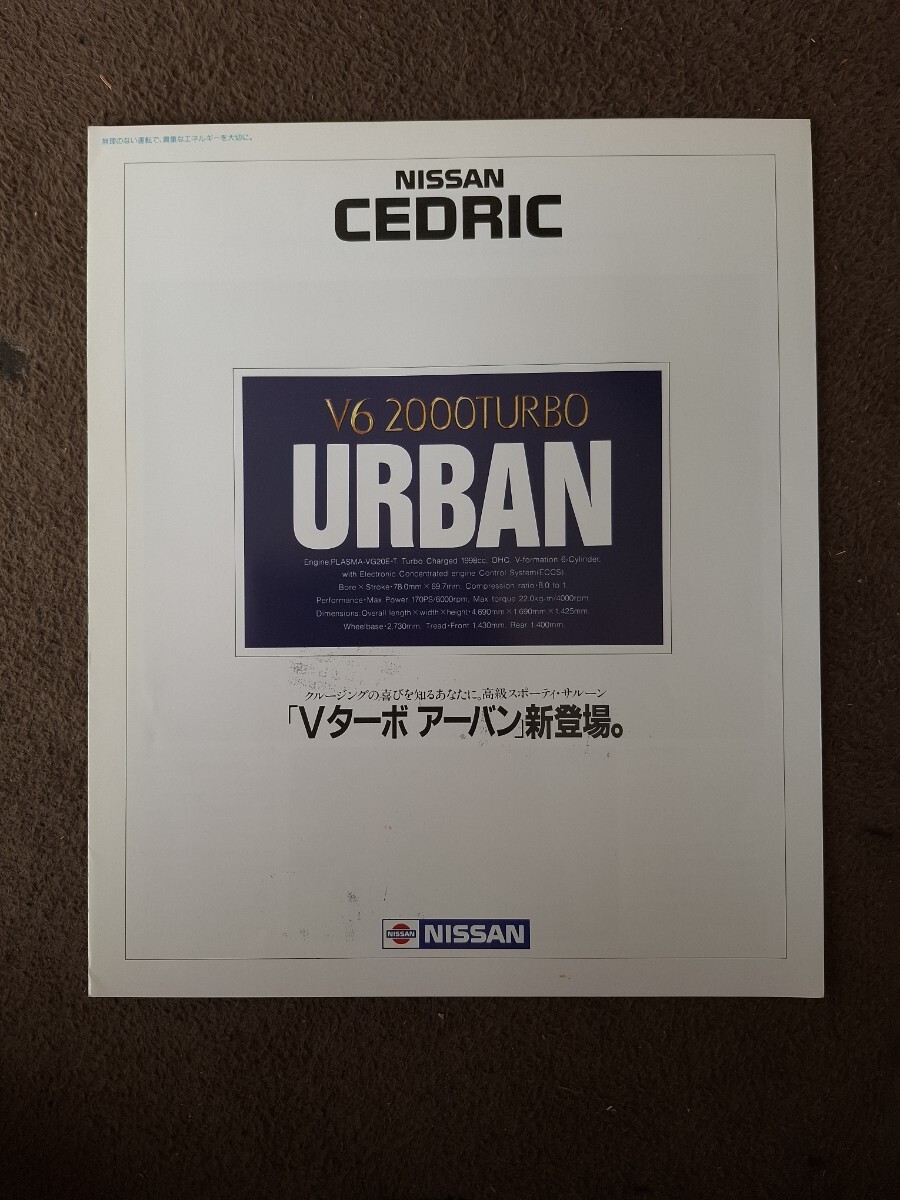 無理のない運転で、貴重なエネルギーを大切に。
NISSAN
CEDRIC
V6 2000TURBO
URBAN
Engine:PLASMA-VG20E·T. Turbo Charged 1998cc, OHC, V-formation 6-Cylinder,
with Electronic Concentrated engine Control System(ECCS)
Bore×Stroke·78.0mm×69.7mm. Compression ratio·8.0 to 1.
Performance·Max Power 170PS/6000rpm, Max torque 22.0kg-m/4000rpm.
Dimensions:Overall length×width×height·4.690mm×1.690mm×1.425mm.
Wheelbase·2,730mm, Tread·Front 1,430mm, Rear 1,400mm.
クルージングの喜びを知るあなたに。高級スポーティ・サルーン
「Vターボ アーバン」新登場。
NISSAN NISSAN